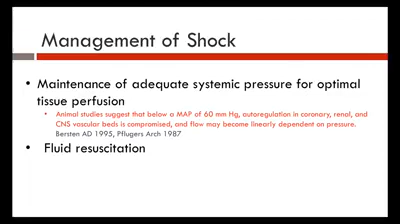 Management of Shock
• Maintenance of adequate systemic pressure for optimal
tissue perfusion
• Animal studies suggest that below a MAP of 60 mm Hg, autoregulation in coronary, renal, and
CNS vascular beds is compromised, and flow may become linearly dependent on pressure.
Bersten AD 1995, Pflugers Arch 1987
• Fluid resuscitation